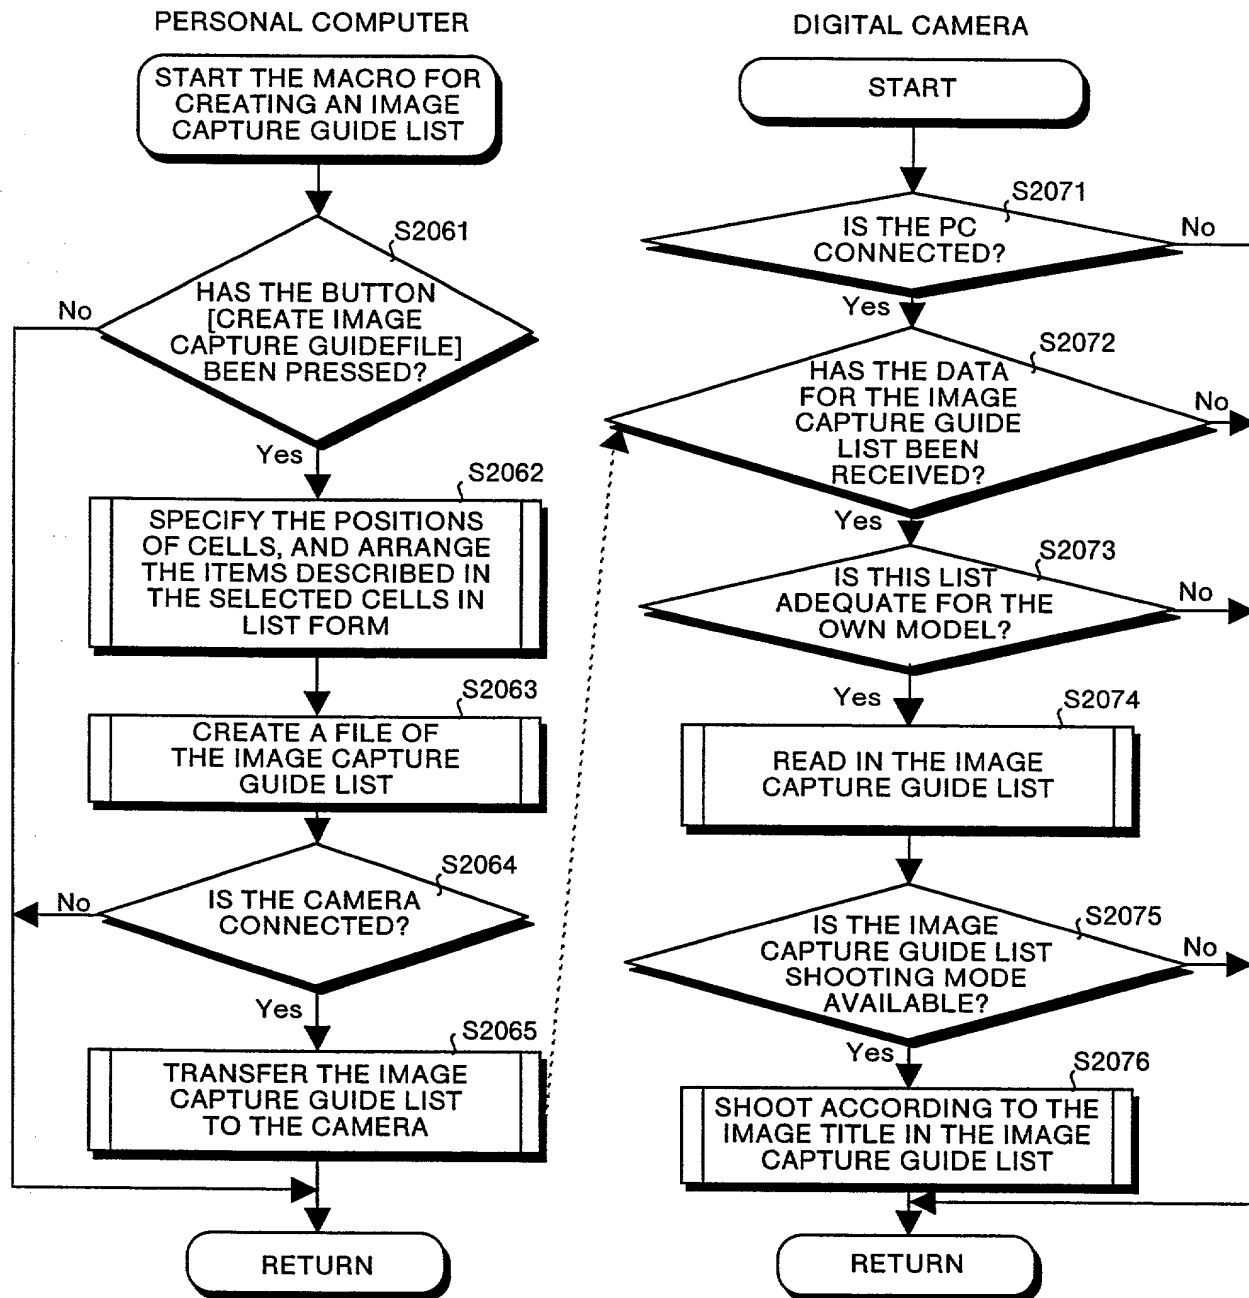 PERSONAL COMPUTER
START THE MACRO FOR
CREATING AN IMAGE
CAPTURE GUIDE LIST
S2061
HAS THE BUTTON
[CREATE IMAGE
CAPTURE GUIDEFILE]
BEEN PRESSED?
No
Yes
S2062
SPECIFY THE POSITIONS
OF CELLS, AND ARRANGE
THE ITEMS DESCRIBED IN
THE SELECTED CELLS IN
LIST FORM
S2063
CREATE A FILE OF
THE IMAGE CAPTURE
GUIDE LIST
S2064
IS THE CAMERA
CONNECTED?
No
Yes
S2065
TRANSFER THE IMAGE
CAPTURE GUIDE LIST
TO THE CAMERA
RETURN
DIGITAL CAMERA
START
S2071
IS THE PC
CONNECTED?
No
Yes
S2072
HAS THE DATA
FOR THE IMAGE
CAPTURE GUIDE
LIST BEEN
RECEIVED?
No
Yes
S2073
IS THIS LIST
ADEQUATE FOR THE
OWN MODEL?
No
Yes
S2074
READ IN THE IMAGE
CAPTURE GUIDE LIST
S2075
IS THE IMAGE
CAPTURE GUIDE LIST
SHOOTING MODE
AVAILABLE?
No
Yes
S2076
SHOOT ACCORDING TO THE
IMAGE TITLE IN THE IMAGE
CAPTURE GUIDE LIST
RETURN